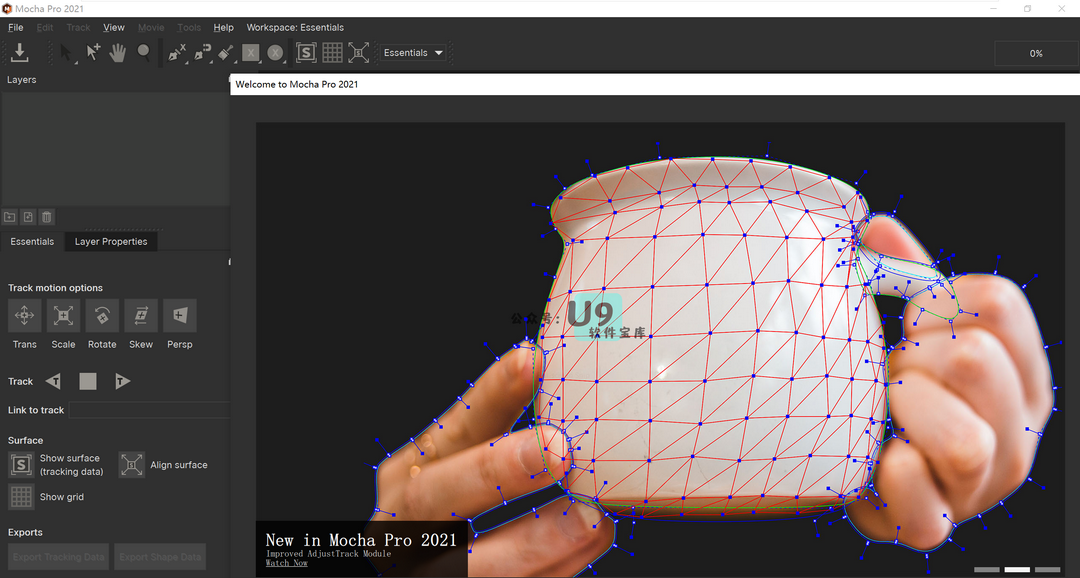 Mocha Pro 2021
File Edit Track View Movie Tools Help Workspace: Essentials
Essentials
0%
Layers
Welcome to Mocha Pro 2021
Essentials Layer Properties
Track motion options
Trans Scale Rotate Skew Persp
Track
Link to track
Surface
Show surface
(tracking data)
Align surface
Show grid
Exports
Export Tracking Data Export Shape Data
公众号:
U9
软件宝库
New in Mocha Pro 2021
Improved AdjustTrack Module
Watch Now